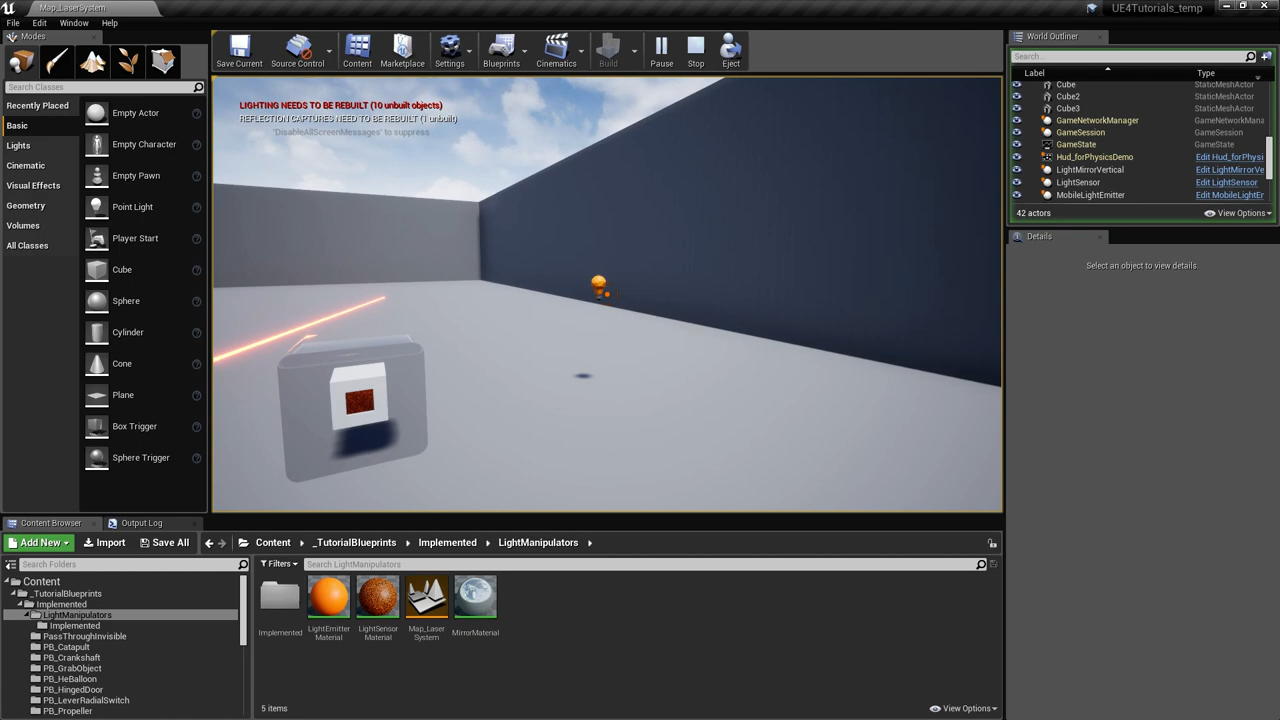 Map_LaserSystem
UE4Tutorials_temp
File Edit Window Help
Modes
Search Classes
Recently Placed
Basic
Lights
Cinematic
Visual Effects
Geometry
Volumes
All Classes
Empty Actor
Empty Character
Empty Pawn
Point Light
Player Start
Cube
Sphere
Cylinder
Cone
Plane
Box Trigger
Sphere Trigger
Save Current Source Control Content Marketplace Settings Blueprints Cinematics Build Pause Stop Eject
LIGHTING NEEDS TO BE REBUILT (10 unbuilt objects)
REFLECTION CAPTURES NEED TO BE REBUILT (1 unbuilt)
'DisableAllScreenMessages' to suppress
World Outliner
Search...
Label Type
Cube StaticMeshActor
Cube2 StaticMeshActor
Cube3 StaticMeshActor
GameNetworkManager GameNetworkMana
GameSession GameSession
GameState GameState
Hud_forPhysicsDemo Edit Hud_forPhysi
LightMirrorVertical Edit LightMirrorVe
LightSensor Edit LightSensor
MobileLightEmitter Edit MobileLightEr
42 actors View Options
Details
Select an object to view details.
Content Browser Output Log
Add New Import Save All Content _TutorialBlueprints Implemented LightManipulators
Search Folders
Filters Search LightManipulators
Content
_TutorialBlueprints
Implemented
LightManipulators
Implemented
PassThroughInvisible
PB_Catapult
PB_Crankshaft
PB_GrabObject
PB_HeBalloon
PB_HingedDoor
PB_LeverRadialSwitch
PB_Propeller
Implemented
LightEmitter
Material
LightSensor
Material
Map_Laser
System
MirrorMaterial
5 items View Options